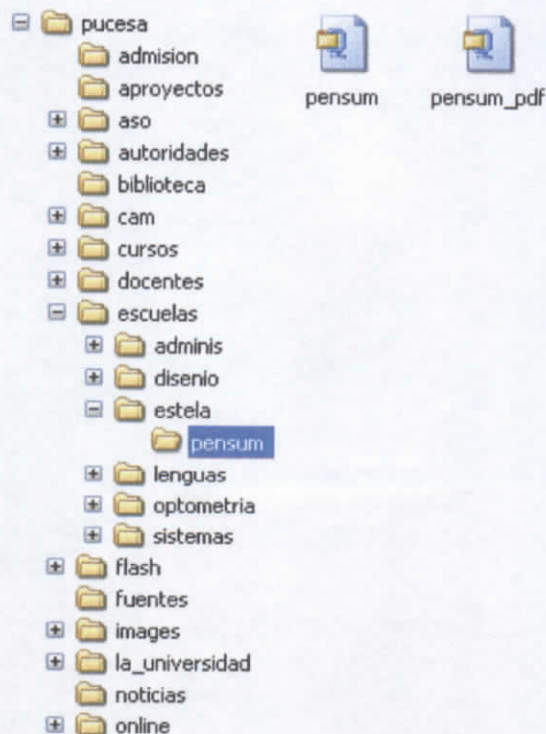 pucesa
admision
aproyectos
aso
autoridades
biblioteca
cam
cursos
docentes
escuelas
adminis
disenio
estela
pensum
lenguas
optometria
sistemas
flash
fuentes
images
la_universidad
noticias
online
pensum
pensum_pdf